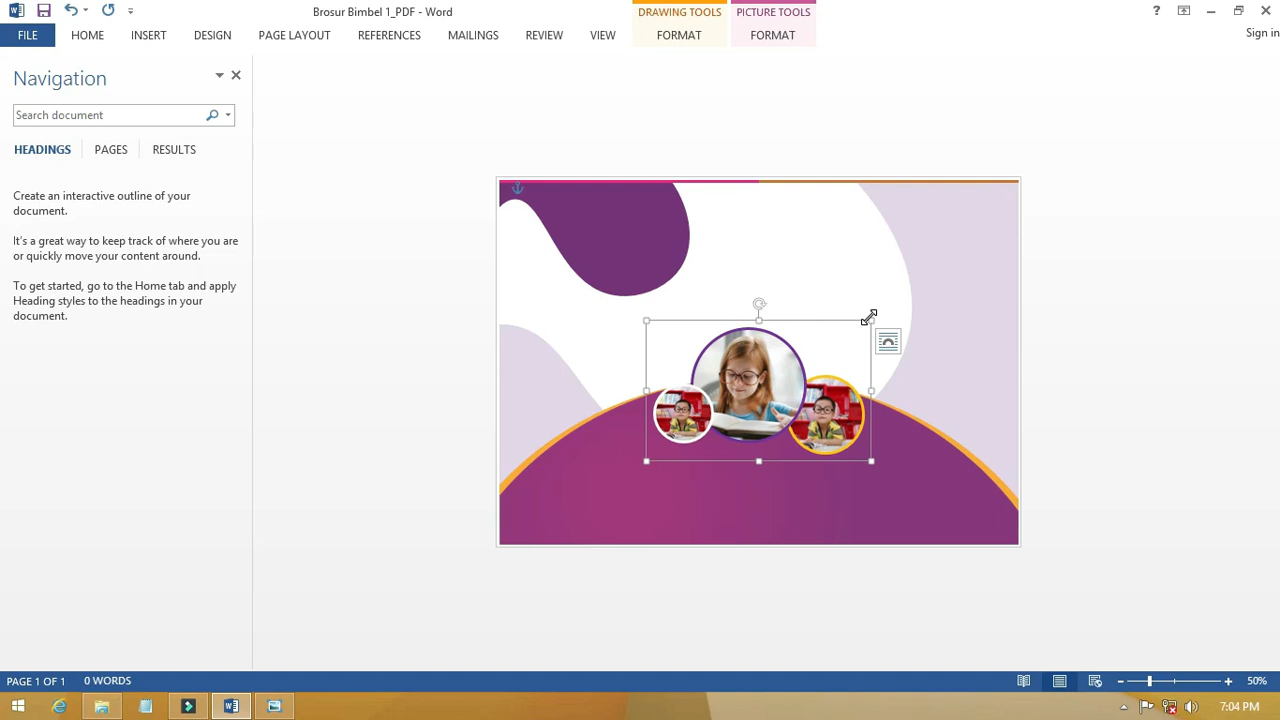 Brosur Bimbel 1_PDF - Word
DRAWING TOOLS
PICTURE TOOLS
?
FILE
HOME
INSERT
DESIGN
PAGE LAYOUT
REFERENCES
MAILINGS
REVIEW
VIEW
FORMAT
FORMAT
Sign in
Navigation
Search document
HEADINGS
PAGES
RESULTS
Create an interactive outline of your
document.
It's a great way to keep track of where you are
or quickly move your content around.
To get started, go to the Home tab and apply
Heading styles to the headings in your
document.
PAGE 1 OF 1
0 WORDS
50%
7:04 PM